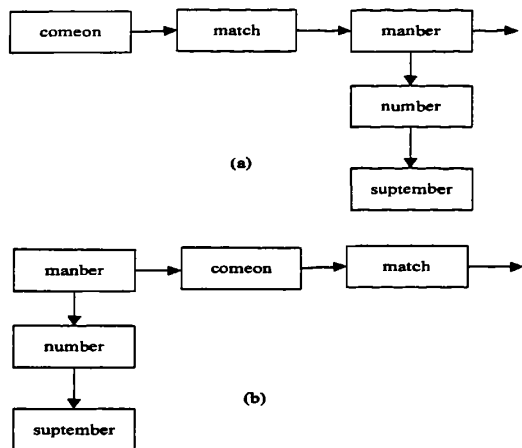 comeon match manber
number
(a)
suptember
manber comeon match
number
(b)
suptember